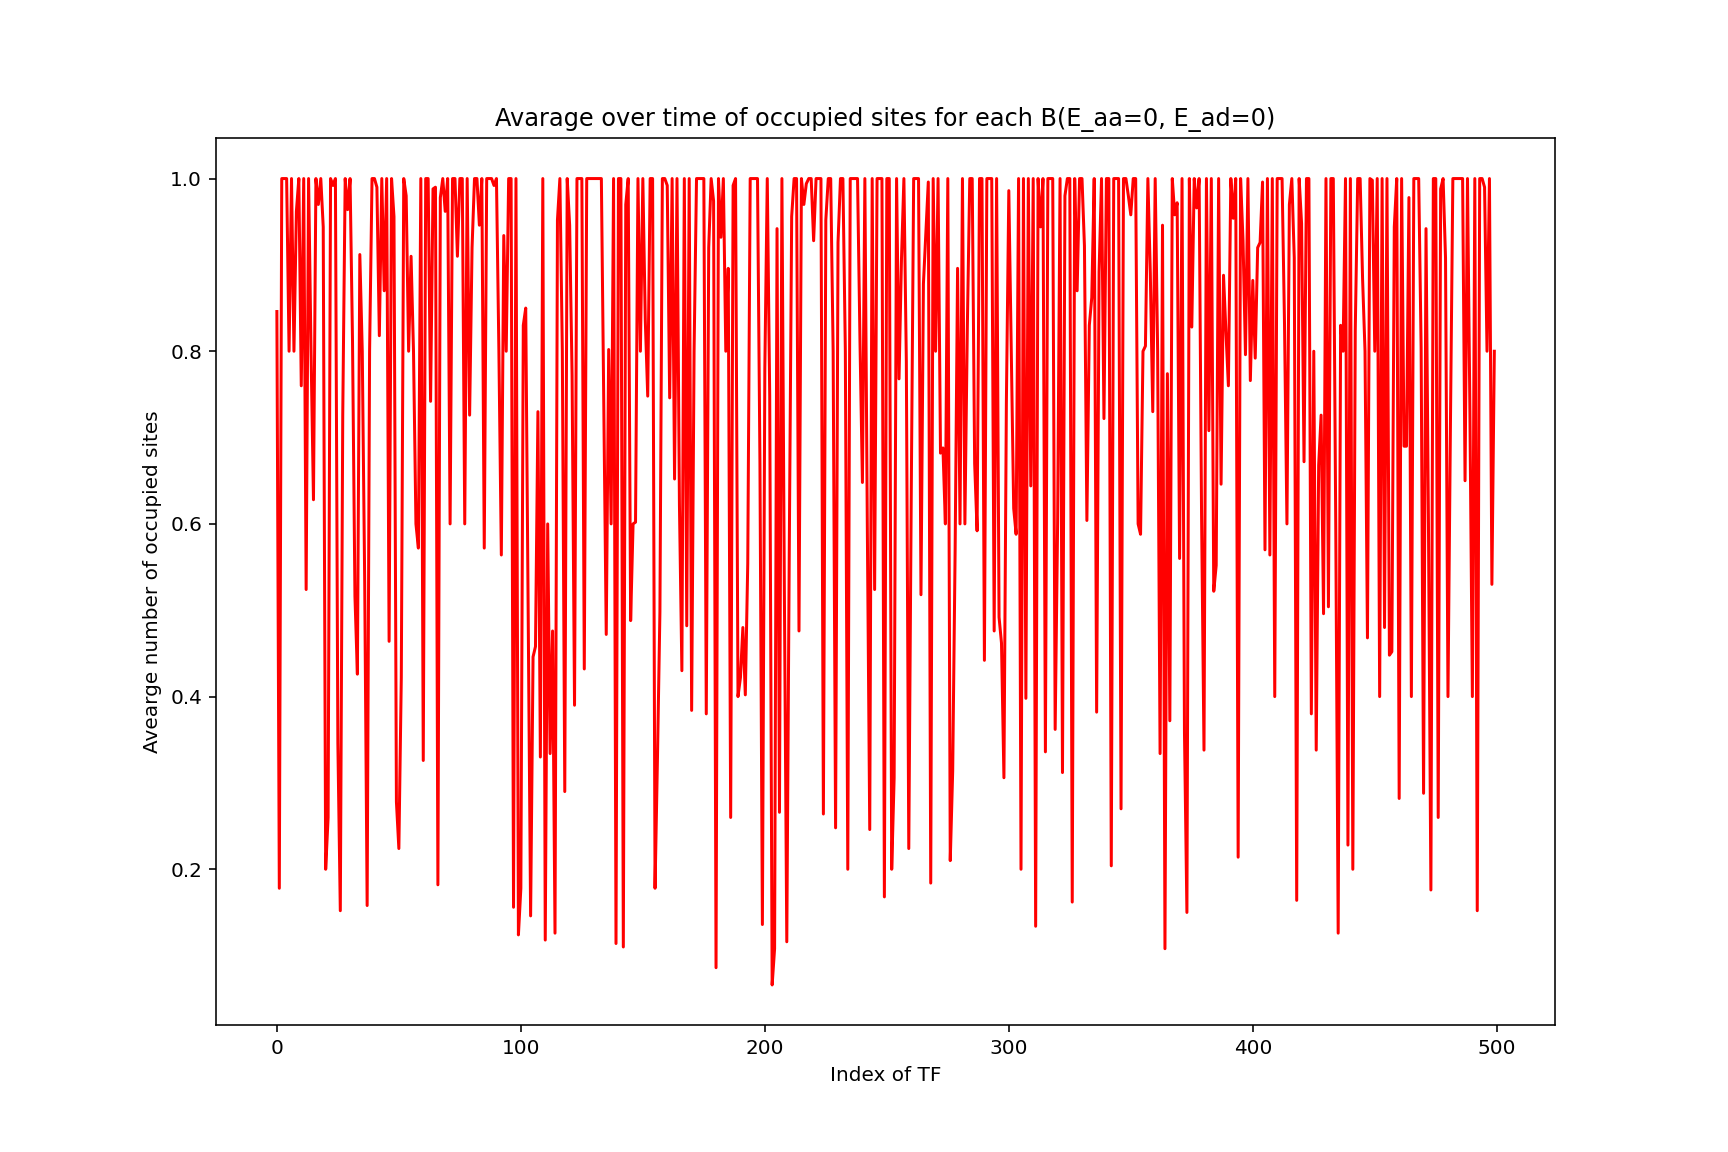 Avarage over time of occupied sites for each B(E_aa=0, E_ad=0)
1.0
0.8
0.6
0.4
0.2
Avearge number of occupied sites
0 100 200 300 400 500
Index of TF